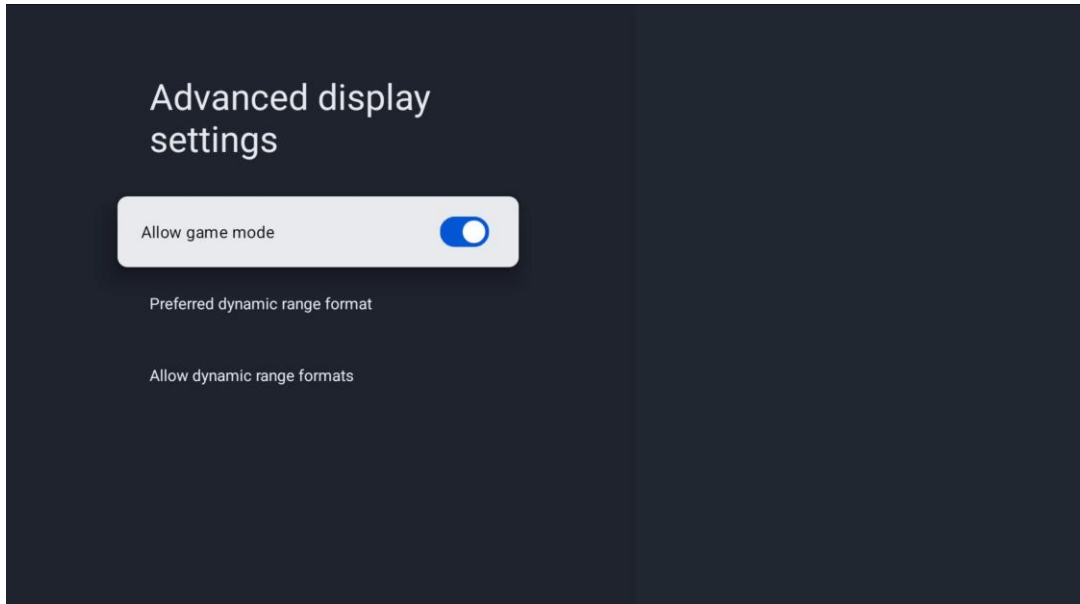 Advanced display
settings
Allow game mode
Preferred dynamic range format
Allow dynamic range formats